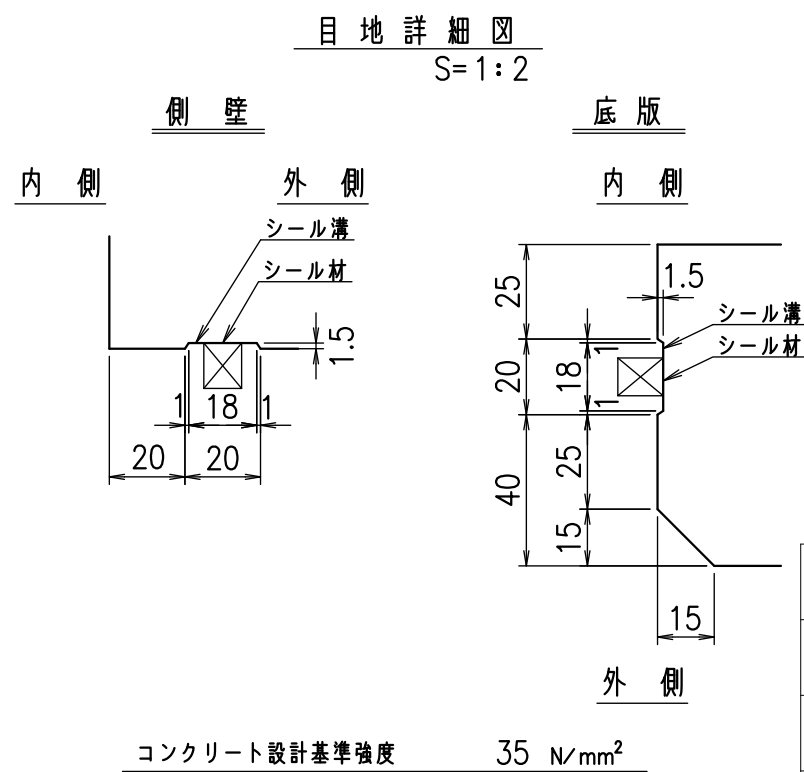 目地詳細図
S=1:2
側壁
内側
外側
シール溝
シール材
1.5
1
18
1
20
20
底版
内側
25
1.5
シール溝
シール材
1
20
18
1
40
25
15
15
外側
コンクリート設計基準強度 35 N/mm²